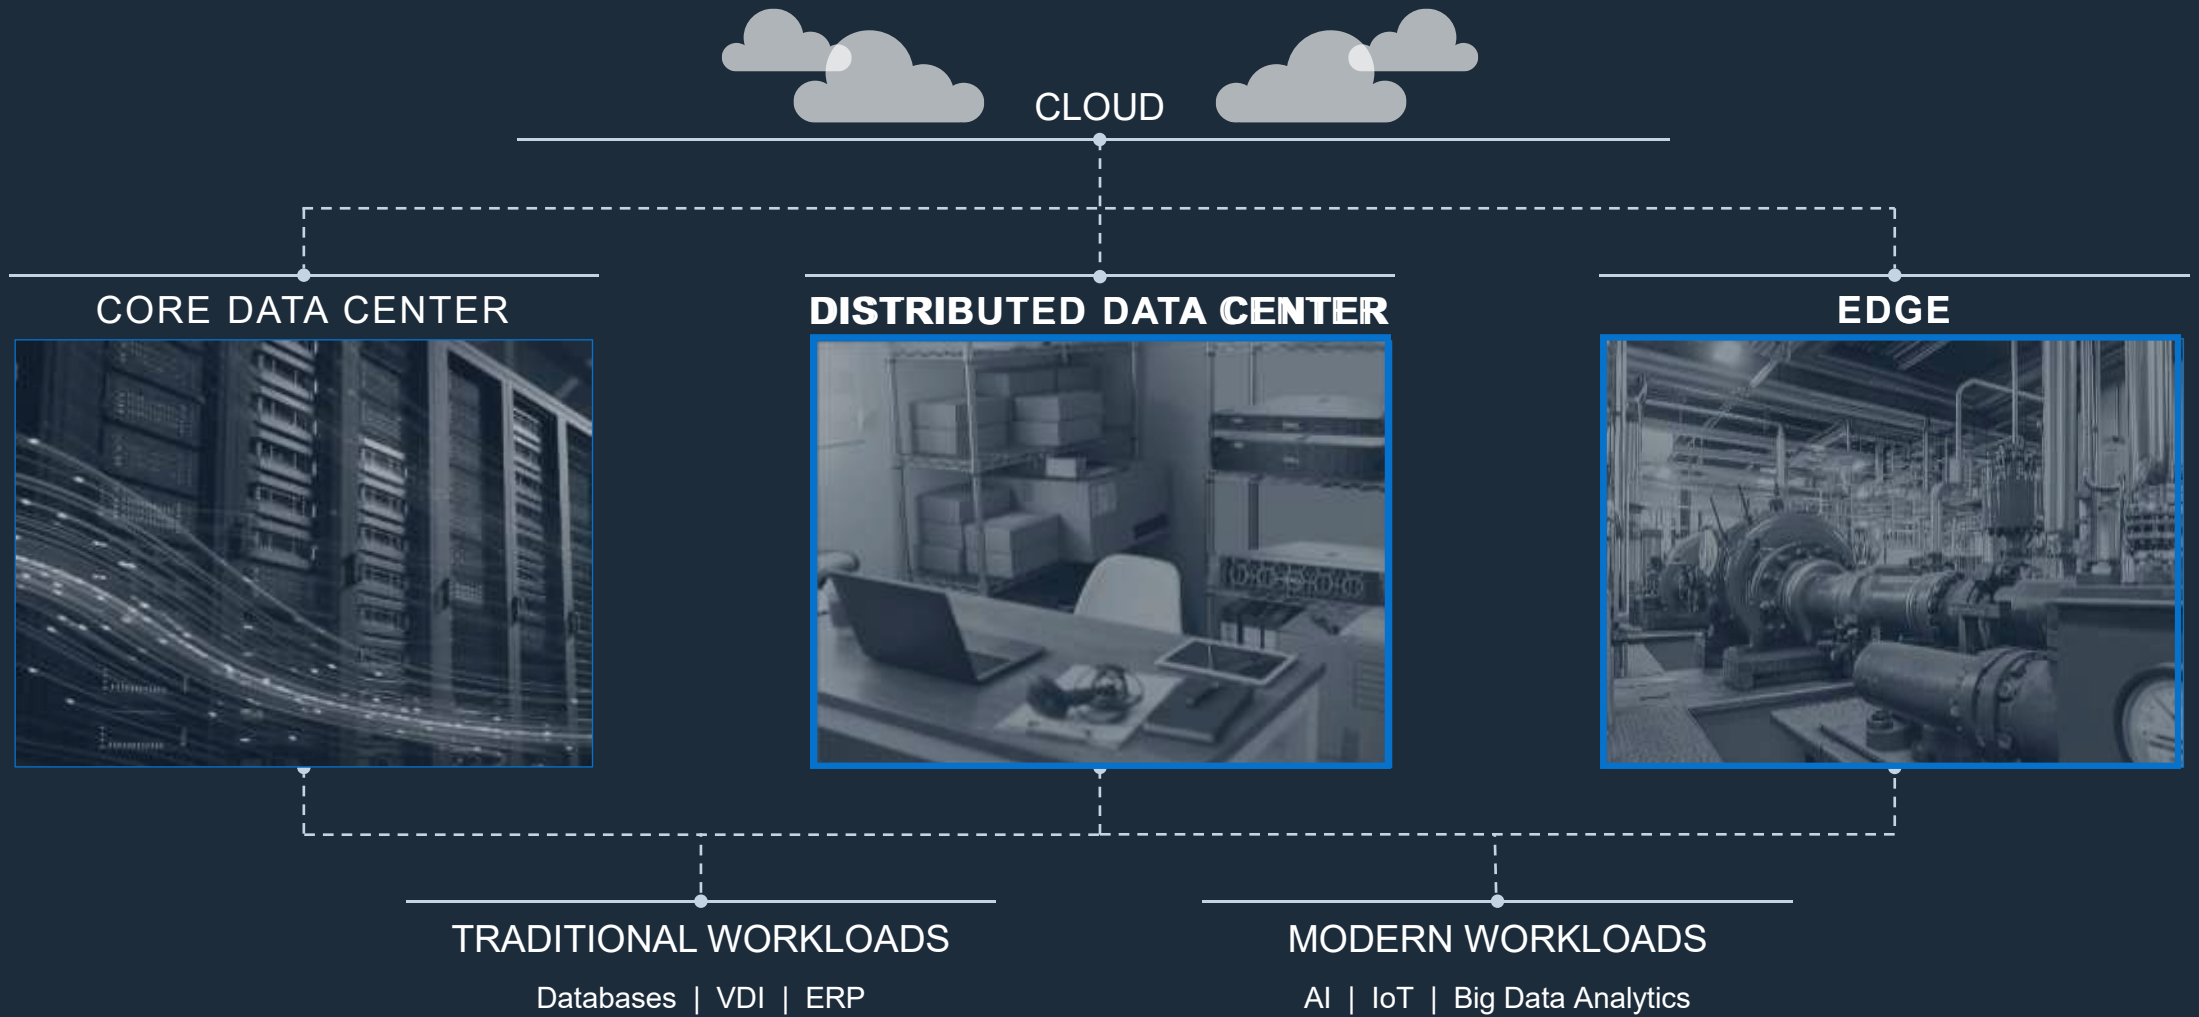 CLOUD
CORE DATA CENTER
DISTRIBUTED DATA CENTER
EDGE
TRADITIONAL WORKLOADS
MODERN WORKLOADS
Databases | VDI | ERP
AI | IoT | Big Data Analytics